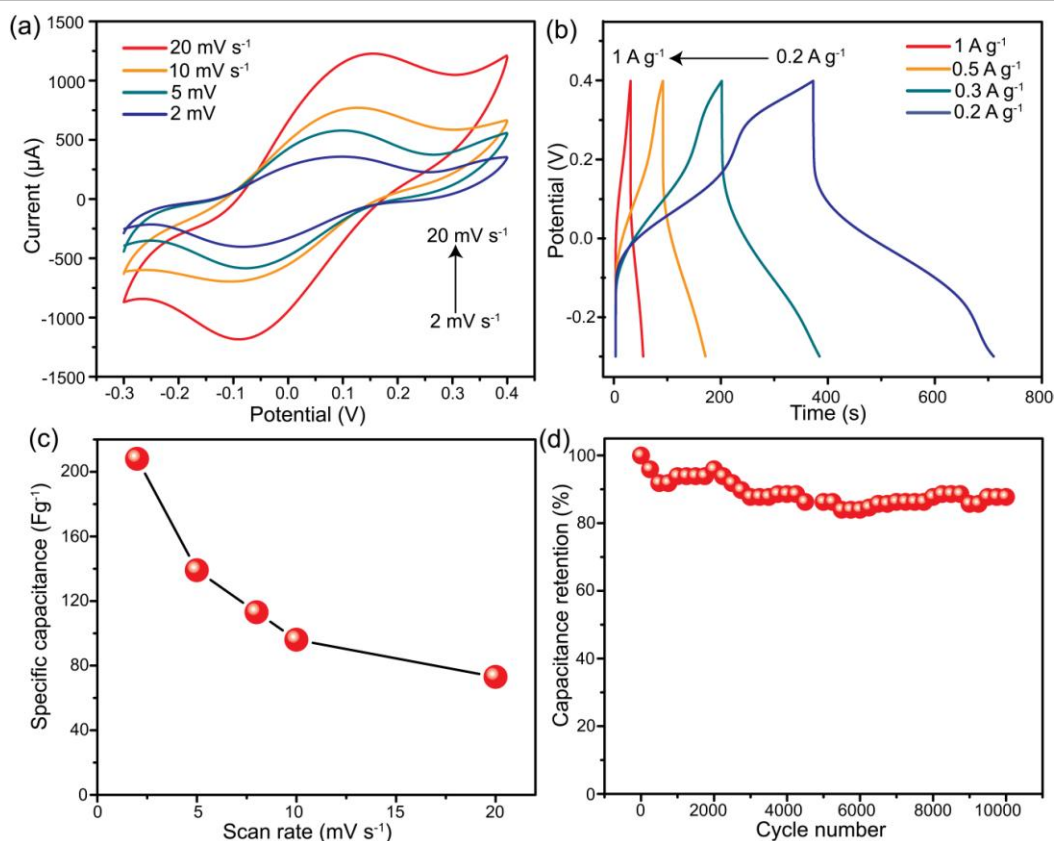 (a)
1500
1000
500
0
-500
-1000
-1500
Current (µA)
20 mV s⁻¹
10 mV s⁻¹
5 mV
2 mV
20 mV s⁻¹
2 mV s⁻¹
-0.3 -0.2 -0.1 0.0 0.1 0.2 0.3 0.4
Potential (V)
(b)
1 A g⁻¹ 0.2 A g⁻¹
1 A g⁻¹
0.5 A g⁻¹
0.3 A g⁻¹
0.2 A g⁻¹
0.4
0.2
0.0
-0.2
Potential (V)
0 200 400 600 800
Time (s)
(c)
200
160
120
80
40
0
Specific capacitance (Fg⁻¹)
0 5 10 15 20
Scan rate (mV s⁻¹)
(d)
100
80
60
40
20
0
Capacitance retention (%)
0 2000 4000 6000 8000 10000
Cycle number